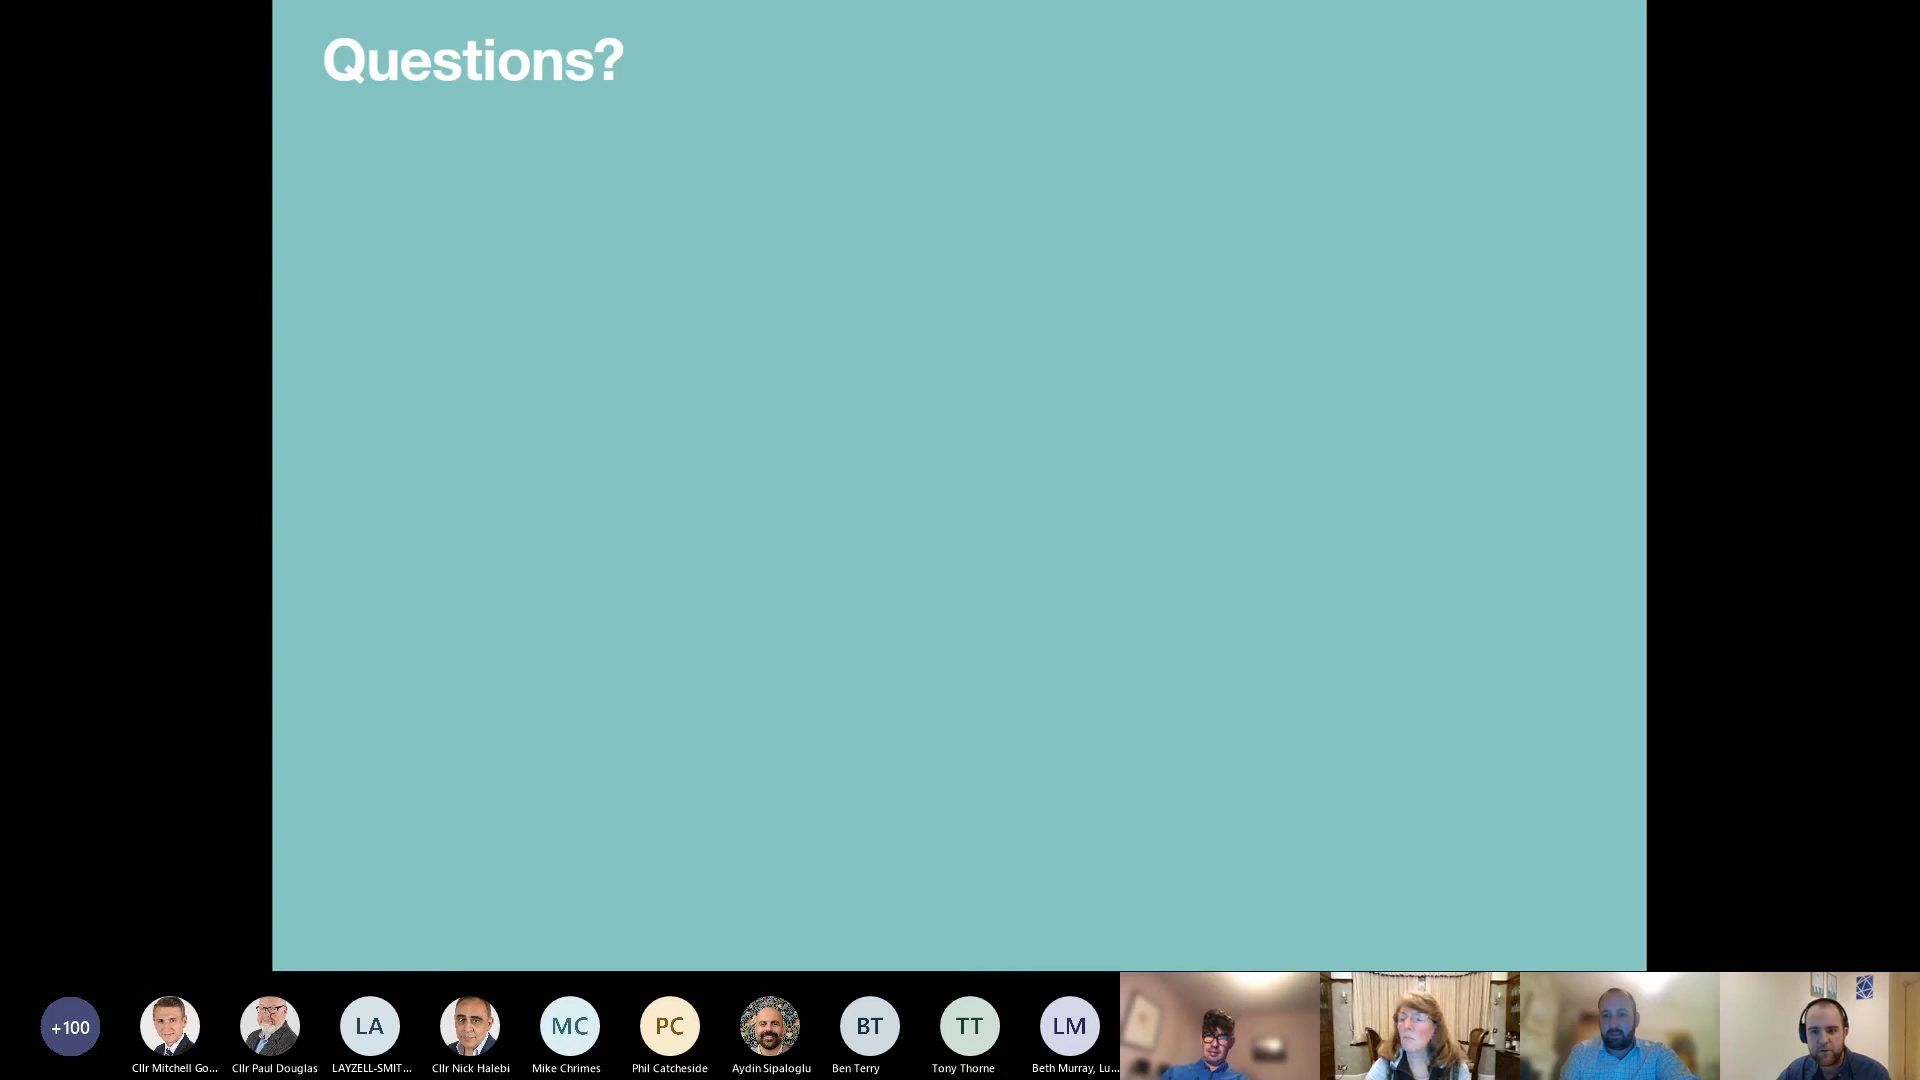 Questions?
+100
LA
MC
PC
BT
TT
LM
Cllr Mitchell Go...
Cllr Paul Douglas
LAYZELL-SMIT...
Cllr Nick Halebi
Mike Chrimes
Phil Catcheside
Aydin Sipaloglu
Ben Terry
Tony Thorne
Beth Murray, Lu...